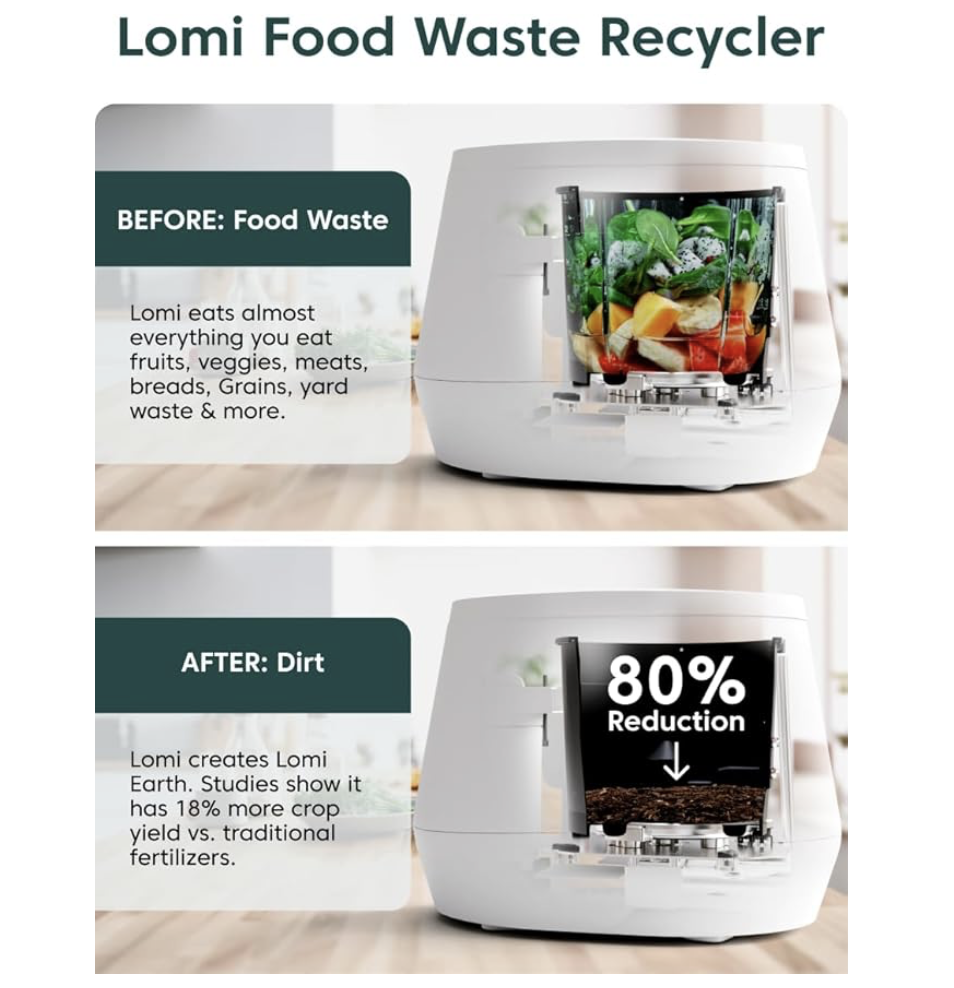 Lomi Food Waste Recycler
BEFORE: Food Waste
Lomi eats almost
everything you eat
fruits, veggies, meats,
breads, Grains, yard
waste & more.
AFTER: Dirt
Lomi creates Lomi
Earth. Studies show it
has 18% more crop
yield vs. traditional
fertilizers.
80%
Reduction